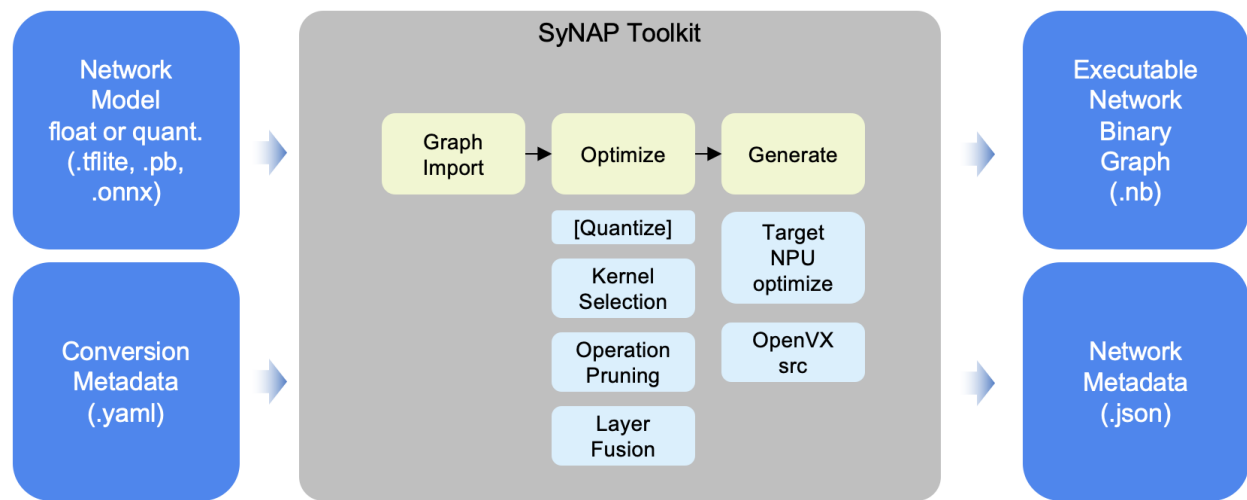 SyNAP Toolkit
Network
Model
float or quant.
(.tflite, .pb,
.onnx)
Conversion
Metadata
(.yaml)
Graph
Import
Optimize
[Quantize]
Kernel
Selection
Operation
Pruning
Layer
Fusion
Generate
Target
NPU
optimize
OpenVX
src
Executable
Network
Binary
Graph
(.nb)
Network
Metadata
(.json)